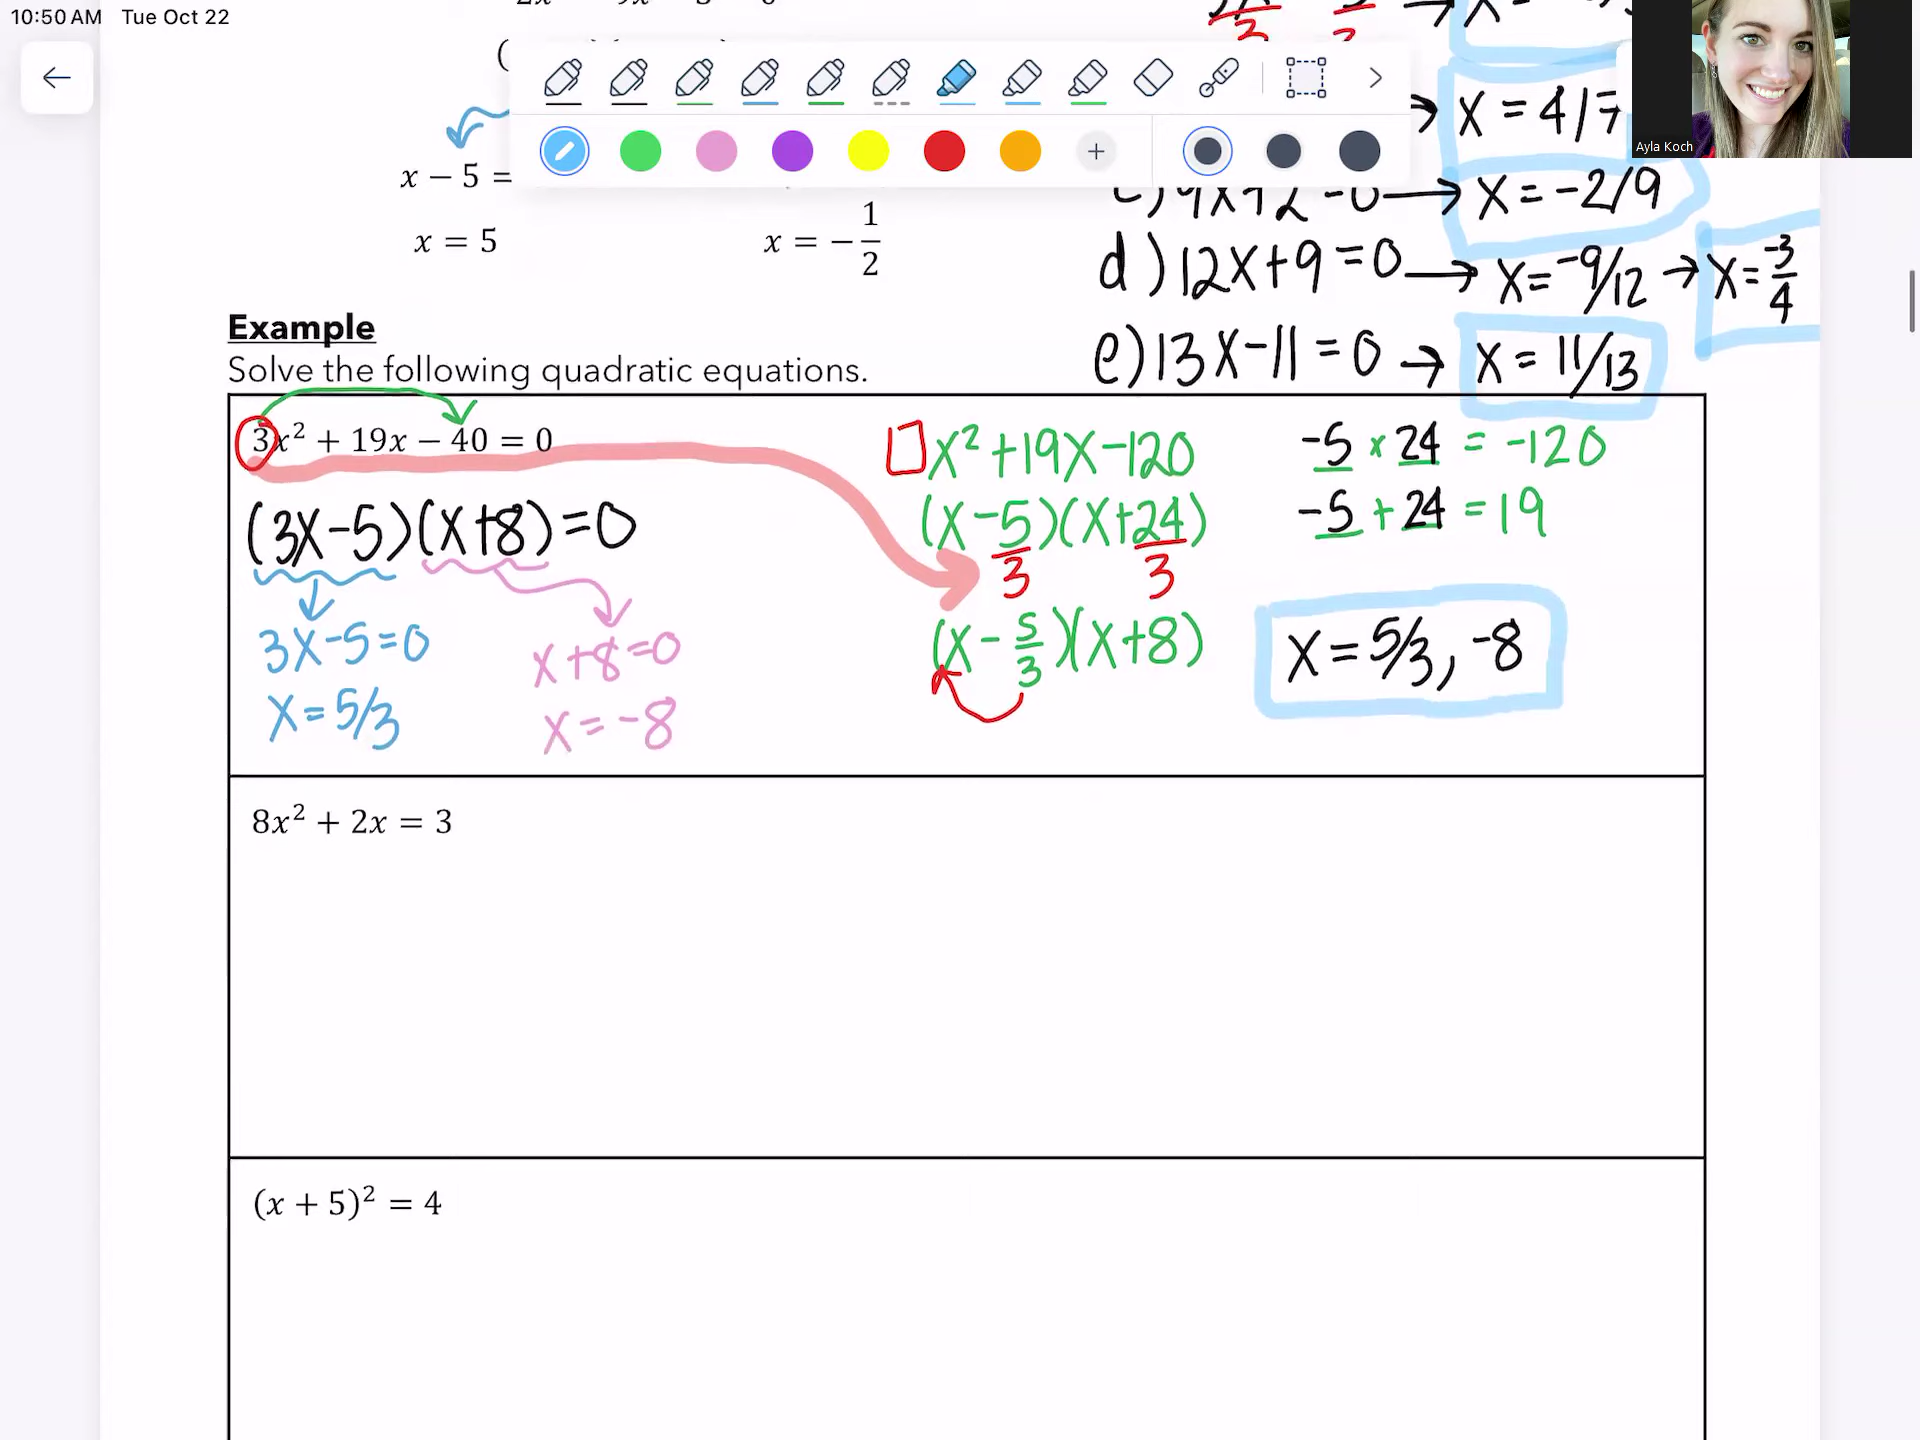 10:50 AM Tue Oct 22
Ayla Koch
x = 4/7
x − 5 =
x = -2/9
x = 5
x = −1/2
d) 12x+9=0 → x=-9/12 → x=-3/4
e) 13x-11=0 → x=11/13
Example
Solve the following quadratic equations.
3x² + 19x − 40 = 0
(3x-5)(x+8)=0
3x-5=0
x=5/3
x+8=0
x=-8
x²+19x-120
(x-5/3)(x+24/3)
(x-5/3)(x+8)
-5 × 24 = -120
-5 + 24 = 19
x=5/3, -8
8x² + 2x = 3
(x + 5)² = 4